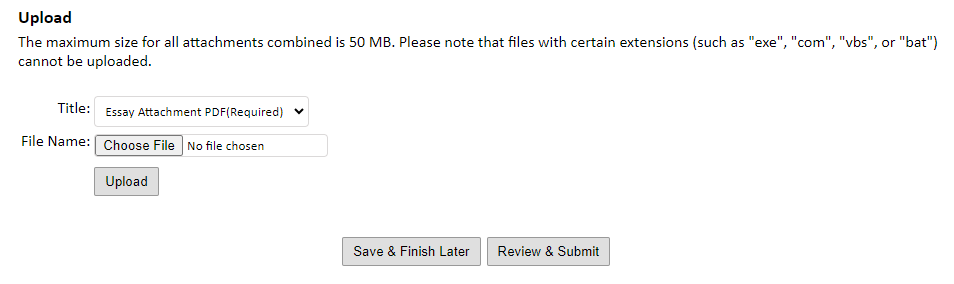 Upload
The maximum size for all attachments combined is 50 MB. Please note that files with certain extensions (such as "exe", "com", "vbs", or "bat")
cannot be uploaded.
Title: Essay Attachment PDF(Required)
File Name: Choose File No file chosen
Upload
Save & Finish Later Review & Submit